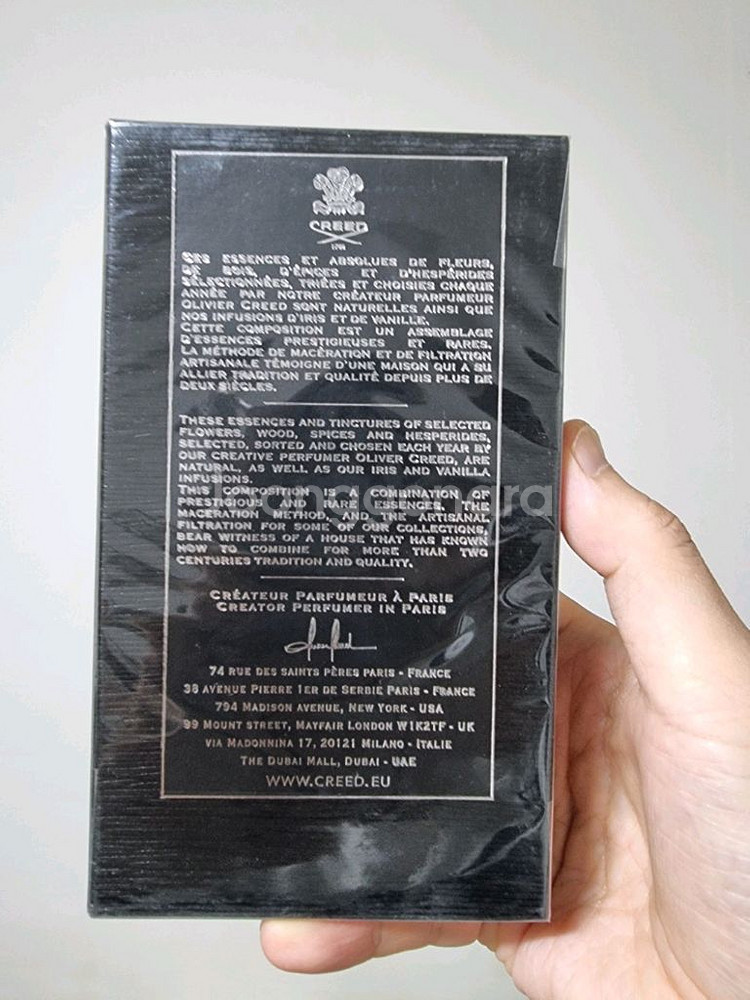 CREED
1760
CES ESSENCES ET ABSOLUES DE FLEURS,
DE BOIS, D'ÉPICES ET D'HESPÉRIDES
SÉLECTIONNÉES, TRIÉES ET CHOISIES CHAQUE
ANNÉE PAR NOTRE CRÉATEUR PARFUMEUR
OLIVIER CREED SONT NATURELLES AINSI QUE
NOS INFUSIONS D'IRIS ET DE VANILLE.
CETTE COMPOSITION EST UN ASSEMBLAGE
D'ESSENCES PRESTIGIEUSES ET RARES.
LA MÉTHODE DE MACÉRATION ET DE FILTRATION
ARTISANALE TÉMOIGNE D'UNE MAISON QUI A SU
ALLIER TRADITION ET QUALITÉ DEPUIS PLUS DE
DEUX SIÈCLES.
THESE ESSENCES AND TINCTURES OF SELECTED
FLOWERS, WOOD, SPICES AND HESPERIDES,
SELECTED, SORTED AND CHOSEN EACH YEAR BY
OUR CREATIVE PERFUMER OLIVER CREED, ARE
NATURAL, AS WELL AS OUR IRIS AND VANILLA
INFUSIONS.
THIS COMPOSITION IS A COMBINATION OF
PRESTIGIOUS AND RARE ESSENCES. THE
MACERATION METHOD, AND THE ARTISANAL
FILTRATION FOR SOME OF OUR COLLECTIONS,
BEAR WITNESS OF A HOUSE THAT HAS KNOWN
HOW TO COMBINE FOR MORE THAN TWO
CENTURIES TRADITION AND QUALITY.
CRÉATEUR PARFUMEUR À PARIS
CREATOR PERFUMER IN PARIS
74 RUE DES SAINTS PÈRES PARIS - FRANCE
38 AVENUE PIERRE 1ER DE SERBIE PARIS - FRANCE
794 MADISON AVENUE, NEW YORK - USA
99 MOUNT STREET, MAYFAIR LONDON W1K2TF - UK
VIA MADONNINA 17, 20121 MILANO - ITALIE
THE DUBAI MALL, DUBAI - UAE
WWW.CREED.EU